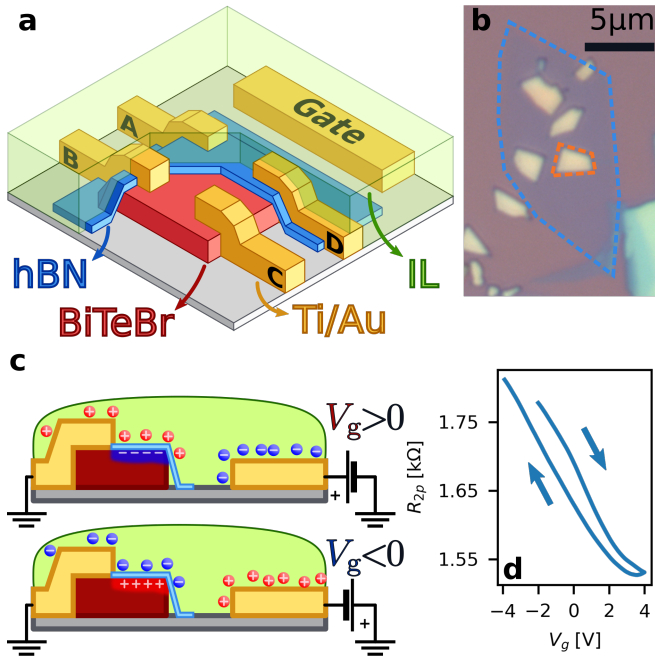 a
Gate
A
B
C
D
hBN
BiTeBr
Ti/Au
IL
b
5μm
c
Vg>0
+
Vg<0
+
d
R2p [kΩ]
1.75
1.65
1.55
−4 −2 0 2 4
Vg [V]